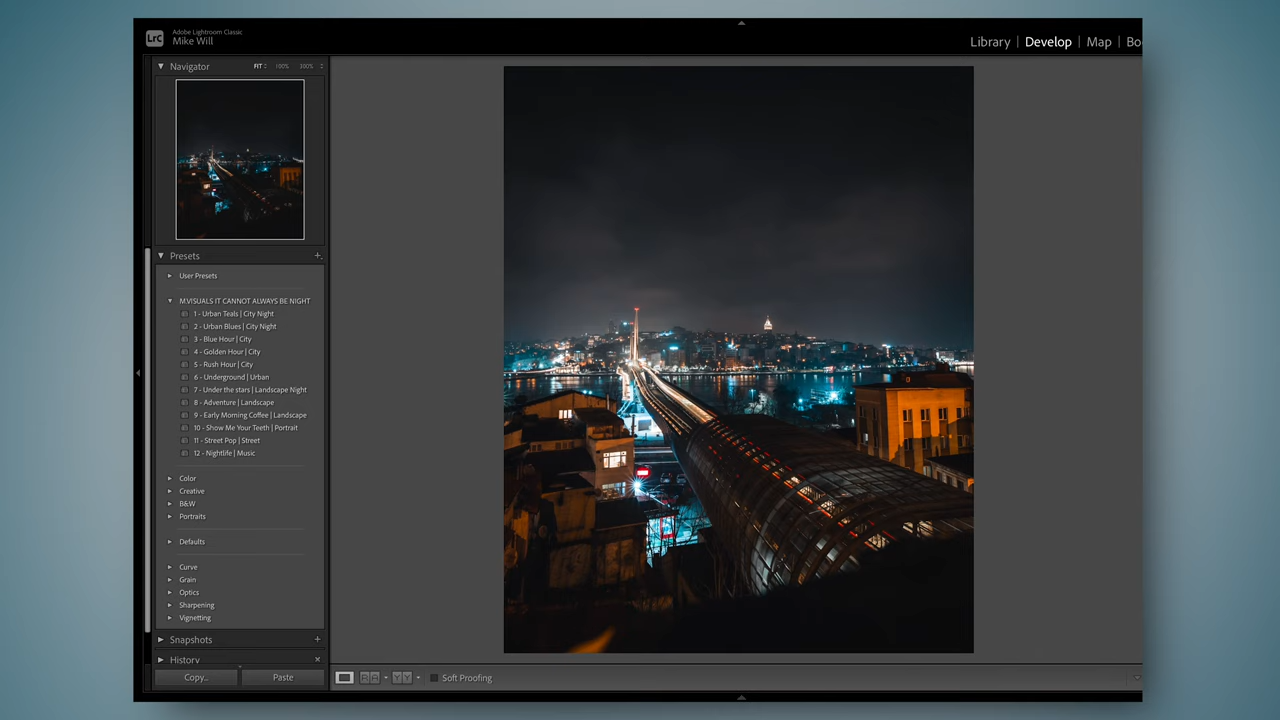 LrC
Adobe Lightroom Classic
Mike Will
Library | Develop | Map | Bo
Navigator FIT 100% 300%
Presets +
User Presets
M.VISUALS IT CANNOT ALWAYS BE NIGHT
1 - Urban Teals | City Night
2 - Urban Blues | City Night
3 - Blue Hour | City
4 - Golden Hour | City
5 - Rush Hour | City
6 - Underground | Urban
7 - Under the stars | Landscape Night
8 - Adventure | Landscape
9 - Early Morning Coffee | Landscape
10 - Show Me Your Teeth | Portrait
11 - Street Pop | Street
12 - Nightlife | Music
Color
Creative
B&W
Portraits
Defaults
Curve
Grain
Optics
Sharpening
Vignetting
Snapshots +
History ×
Copy... Paste
RA YY Soft Proofing